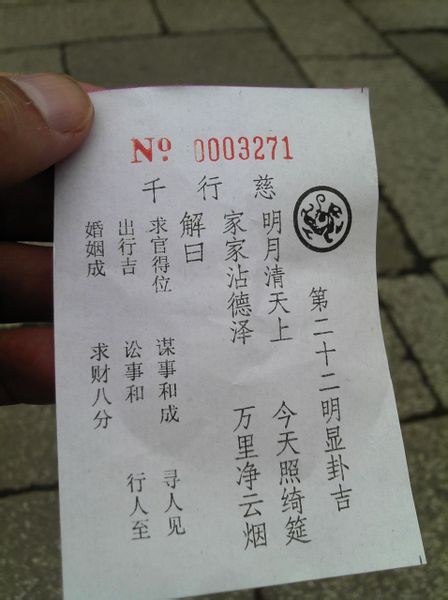 Nº 0003271
慈行千
第二十二明显卦吉
明月清天上 今天照绮筵
家家沾德泽 万里净云烟
解曰
求官得位 谋事和成 寻人见
出行吉 讼事和 行人至
婚姻成 求财八分